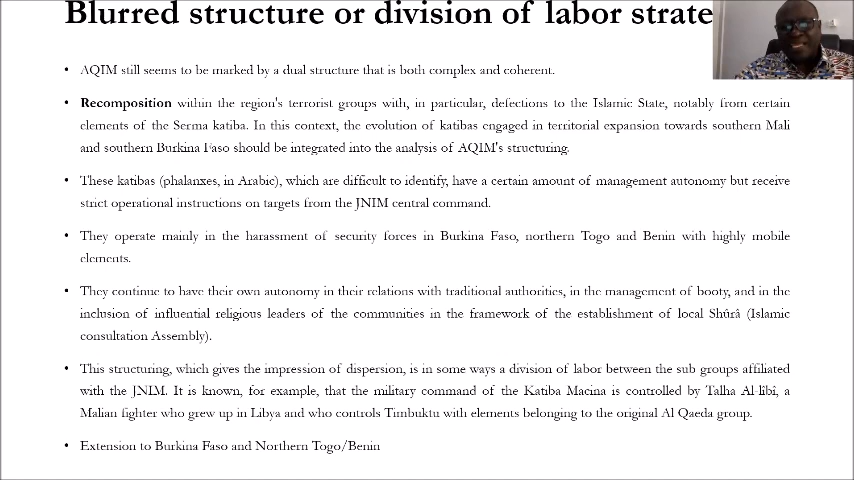 Blurred structure or division of labor strate
• AQIM still seems to be marked by a dual structure that is both complex and coherent.
• Recomposition within the region's terrorist groups with, in particular, defections to the Islamic State, notably from certain
elements of the Serma katiba. In this context, the evolution of katibas engaged in territorial expansion towards southern Mali
and southern Burkina Faso should be integrated into the analysis of AQIM's structuring.
• These katibas (phalanxes, in Arabic), which are difficult to identify, have a certain amount of management autonomy but receive
strict operational instructions on targets from the JNIM central command.
• They operate mainly in the harassment of security forces in Burkina Faso, northern Togo and Benin with highly mobile
elements.
• They continue to have their own autonomy in their relations with traditional authorities, in the management of booty, and in the
inclusion of influential religious leaders of the communities in the framework of the establishment of local Shûrâ (Islamic
consultation Assembly).
• This structuring, which gives the impression of dispersion, is in some ways a division of labor between the sub groups affiliated
with the JNIM. It is known, for example, that the military command of the Katiba Macina is controlled by Talha Al-lîbî, a
Malian fighter who grew up in Libya and who controls Timbuktu with elements belonging to the original Al Qaeda group.
• Extension to Burkina Faso and Northern Togo/Benin